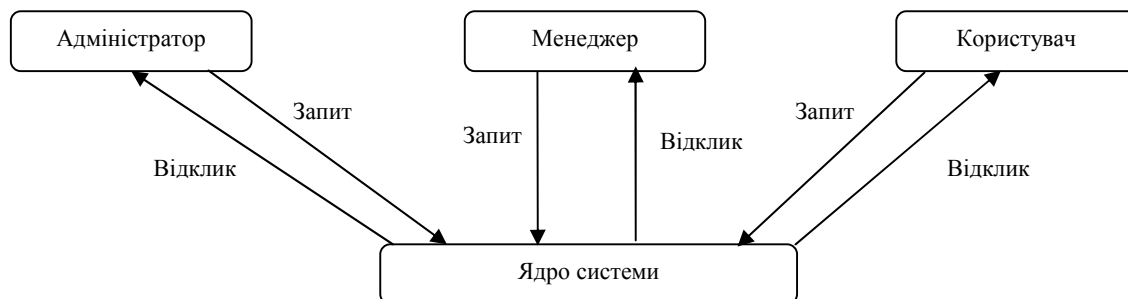 Адміністратор
Менеджер
Користувач
Запит
Запит
Запит
Відклик
Відклик
Відклик
Ядро системи